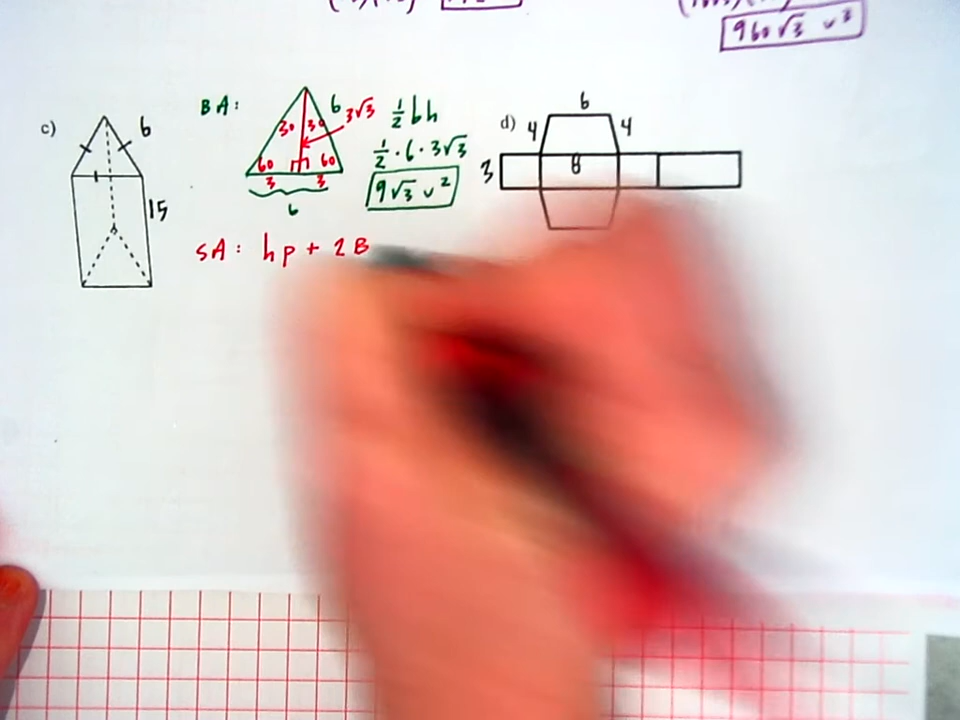 960√3 u³
c)
6
15
BA:
30 30
60 60
3 3
6
6
3√3
½bh
½ · 6 · 3√3
9√3 u²
SA: hp + 2B
d)
6
4 4
3
8